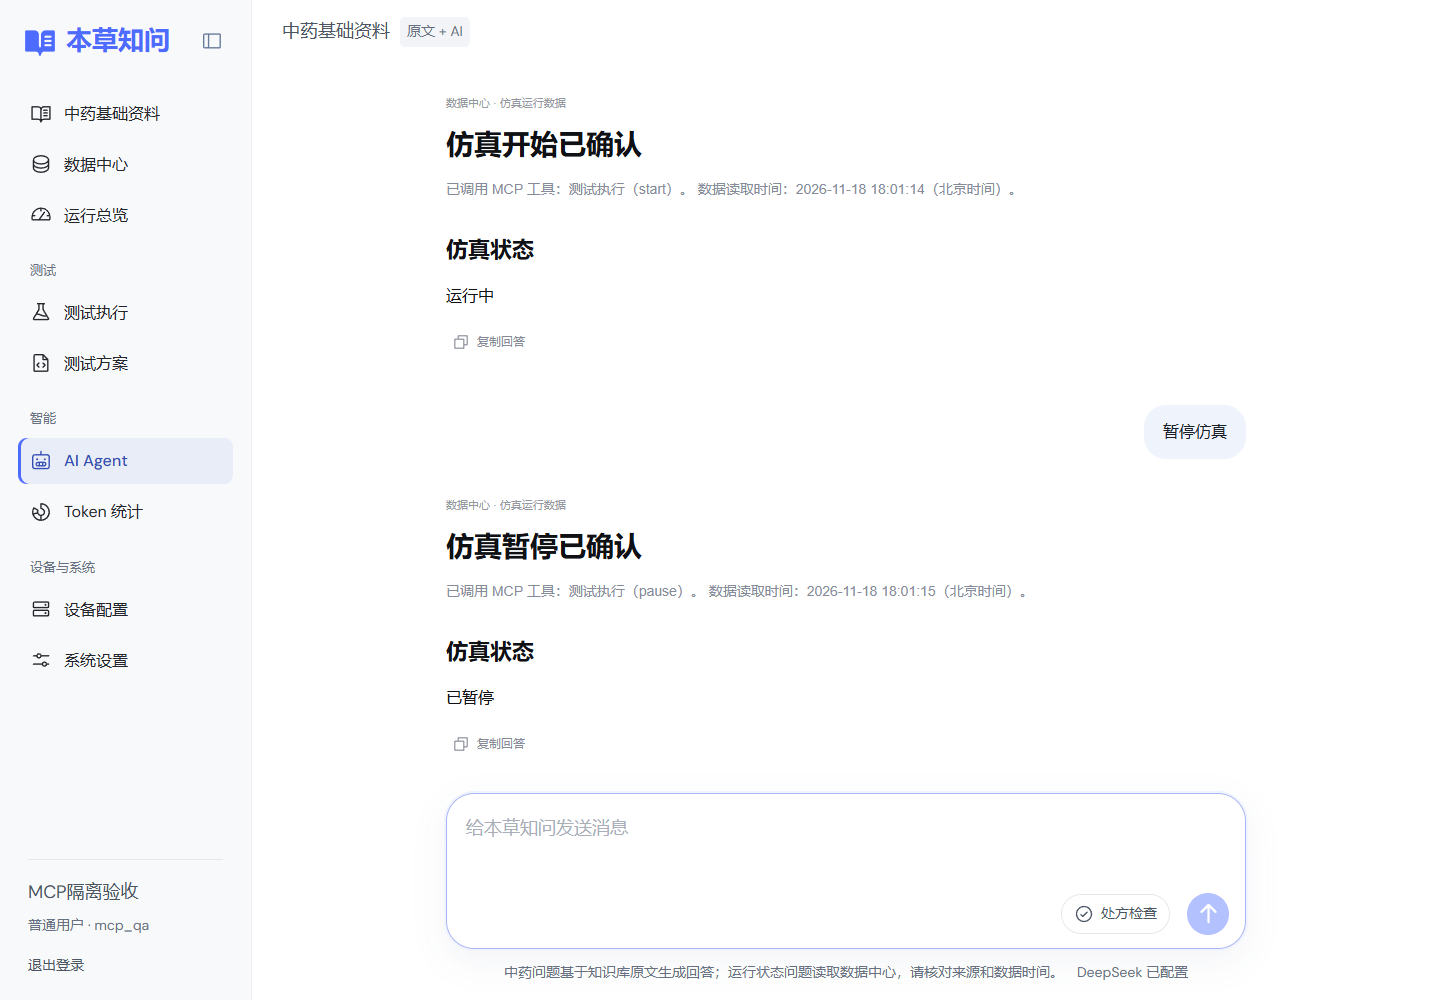 本草知问
中药基础资料
数据中心
运行总览
测试
测试执行
测试方案
智能
AI Agent
Token 统计
设备与系统
设备配置
系统设置
MCP隔离验收
普通用户 · mcp_qa
退出登录
中药基础资料 原文 + AI
数据中心 · 仿真运行数据
仿真开始已确认
已调用 MCP 工具：测试执行（start）。 数据读取时间：2026-11-18 18:01:14（北京时间）。
仿真状态
运行中
复制回答
暂停仿真
数据中心 · 仿真运行数据
仿真暂停已确认
已调用 MCP 工具：测试执行（pause）。 数据读取时间：2026-11-18 18:01:15（北京时间）。
仿真状态
已暂停
复制回答
给本草知问发送消息
处方检查
中药问题基于知识库原文生成回答；运行状态问题读取数据中心，请核对来源和数据时间。 DeepSeek 已配置